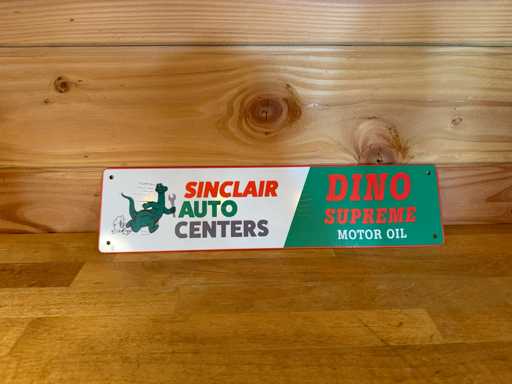 SINCLAIR
AUTO
CENTERS
DINO
SUPREME
MOTOR OIL